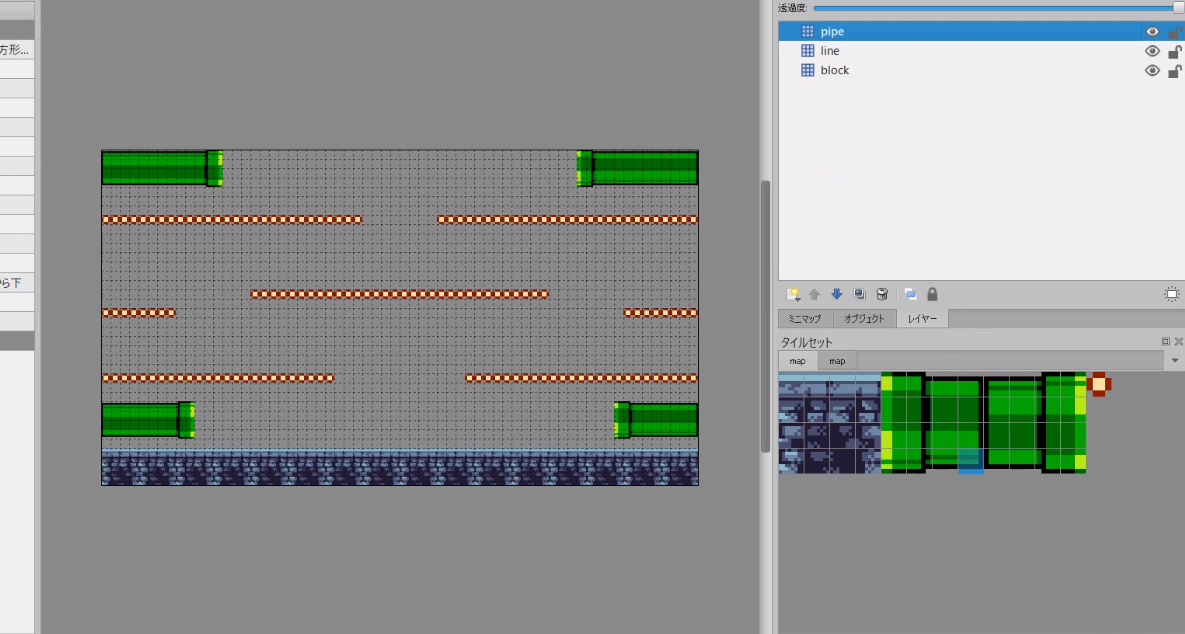 透過度:
方形...
pipe
line
block
ら下
ミニマップ
オブジェクト
レイヤー
タイルセット
map
map